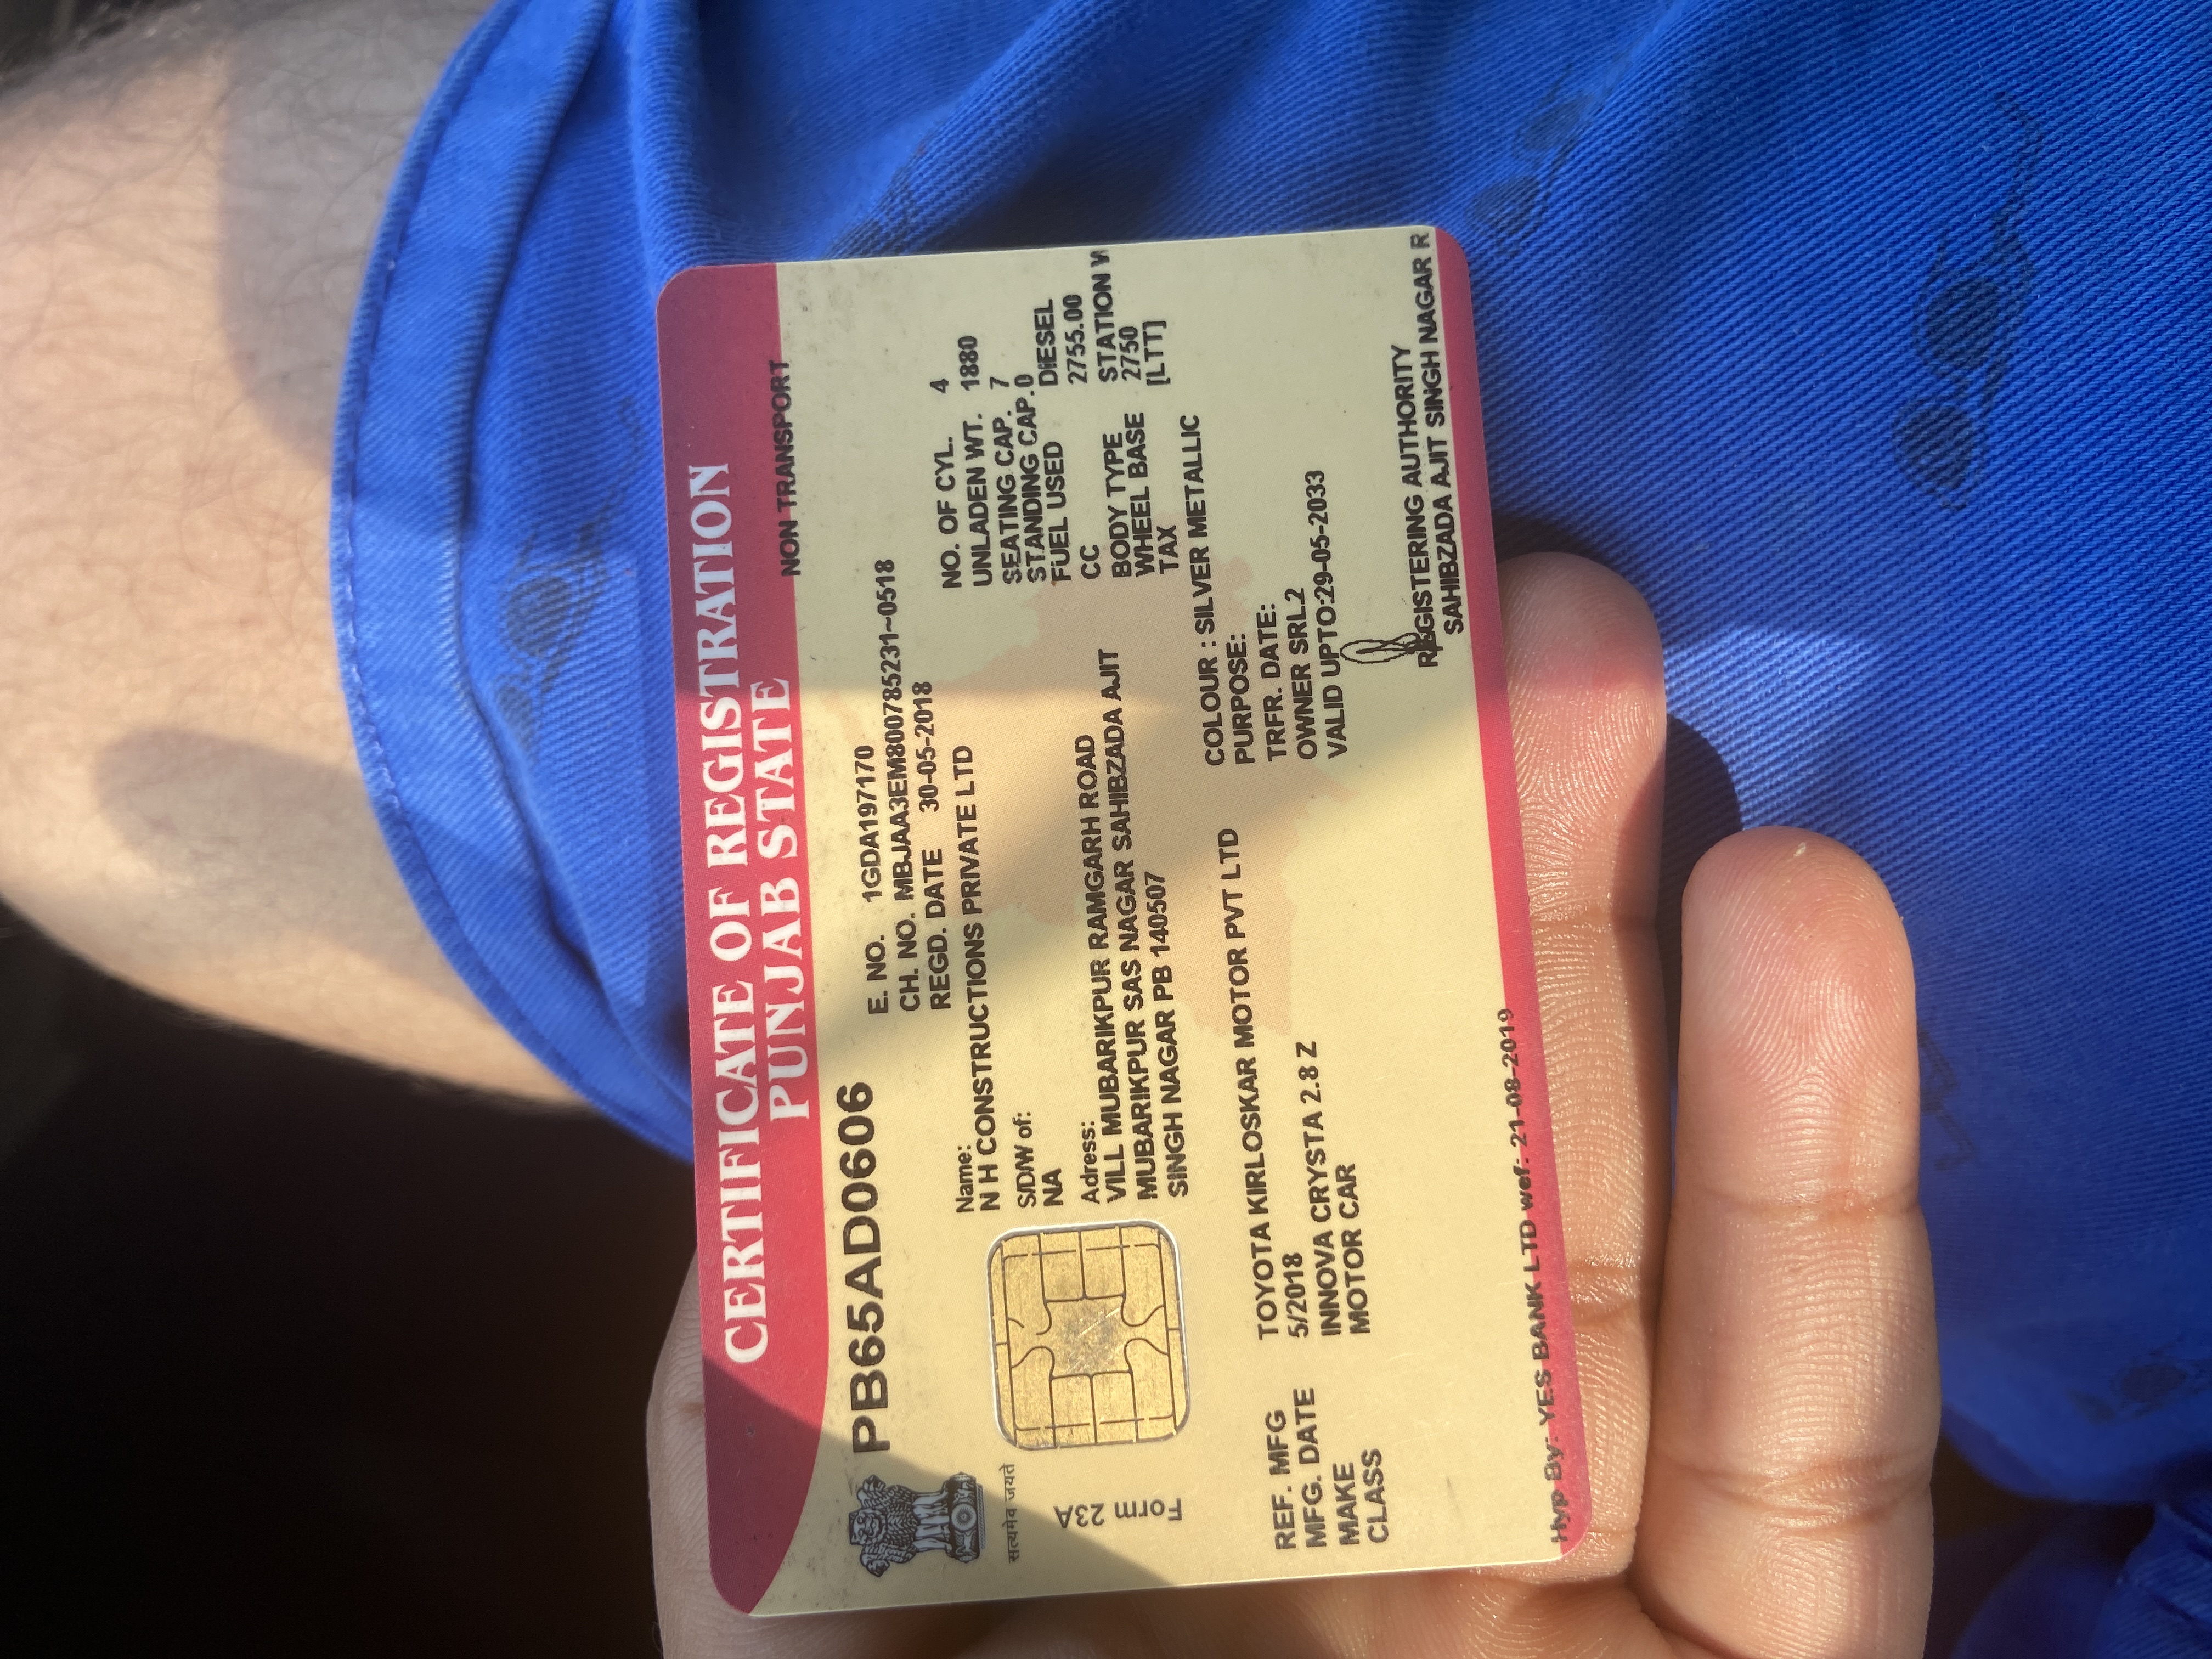 CERTIFICATE OF REGISTRATION
PUNJAB STATE
NON TRANSPORT
PB65AD0606
E. NO. 1GDA197170
CH. NO. MBJAA3EM800785231~0518
REGD. DATE 30-05-2018
सत्यमेव जयते
Form 23A
Name:
N H CONSTRUCTIONS PRIVATE LTD
S/D/W of:
NA
Adress:
VILL MUBARIKPUR RAMGARH ROAD
MUBARIKPUR SAS NAGAR SAHIBZADA AJIT
SINGH NAGAR PB 140507
NO. OF CYL. 4
UNLADEN WT. 1880
SEATING CAP. 7
STANDING CAP. 0
FUEL USED DIESEL
CC 2755.00
BODY TYPE STATION W
WHEEL BASE 2750
TAX [LTT]
REF. MFG TOYOTA KIRLOSKAR MOTOR PVT LTD
MFG. DATE 5/2018
MAKE INNOVA CRYSTA 2.8 Z
CLASS MOTOR CAR
COLOUR : SILVER METALLIC
PURPOSE:
TRFR. DATE:
OWNER SRL2
VALID UPTO:29-05-2033
REGISTERING AUTHORITY
SAHIBZADA AJIT SINGH NAGAR R
Hyp By: YES BANK LTD wef: 21-08-2019